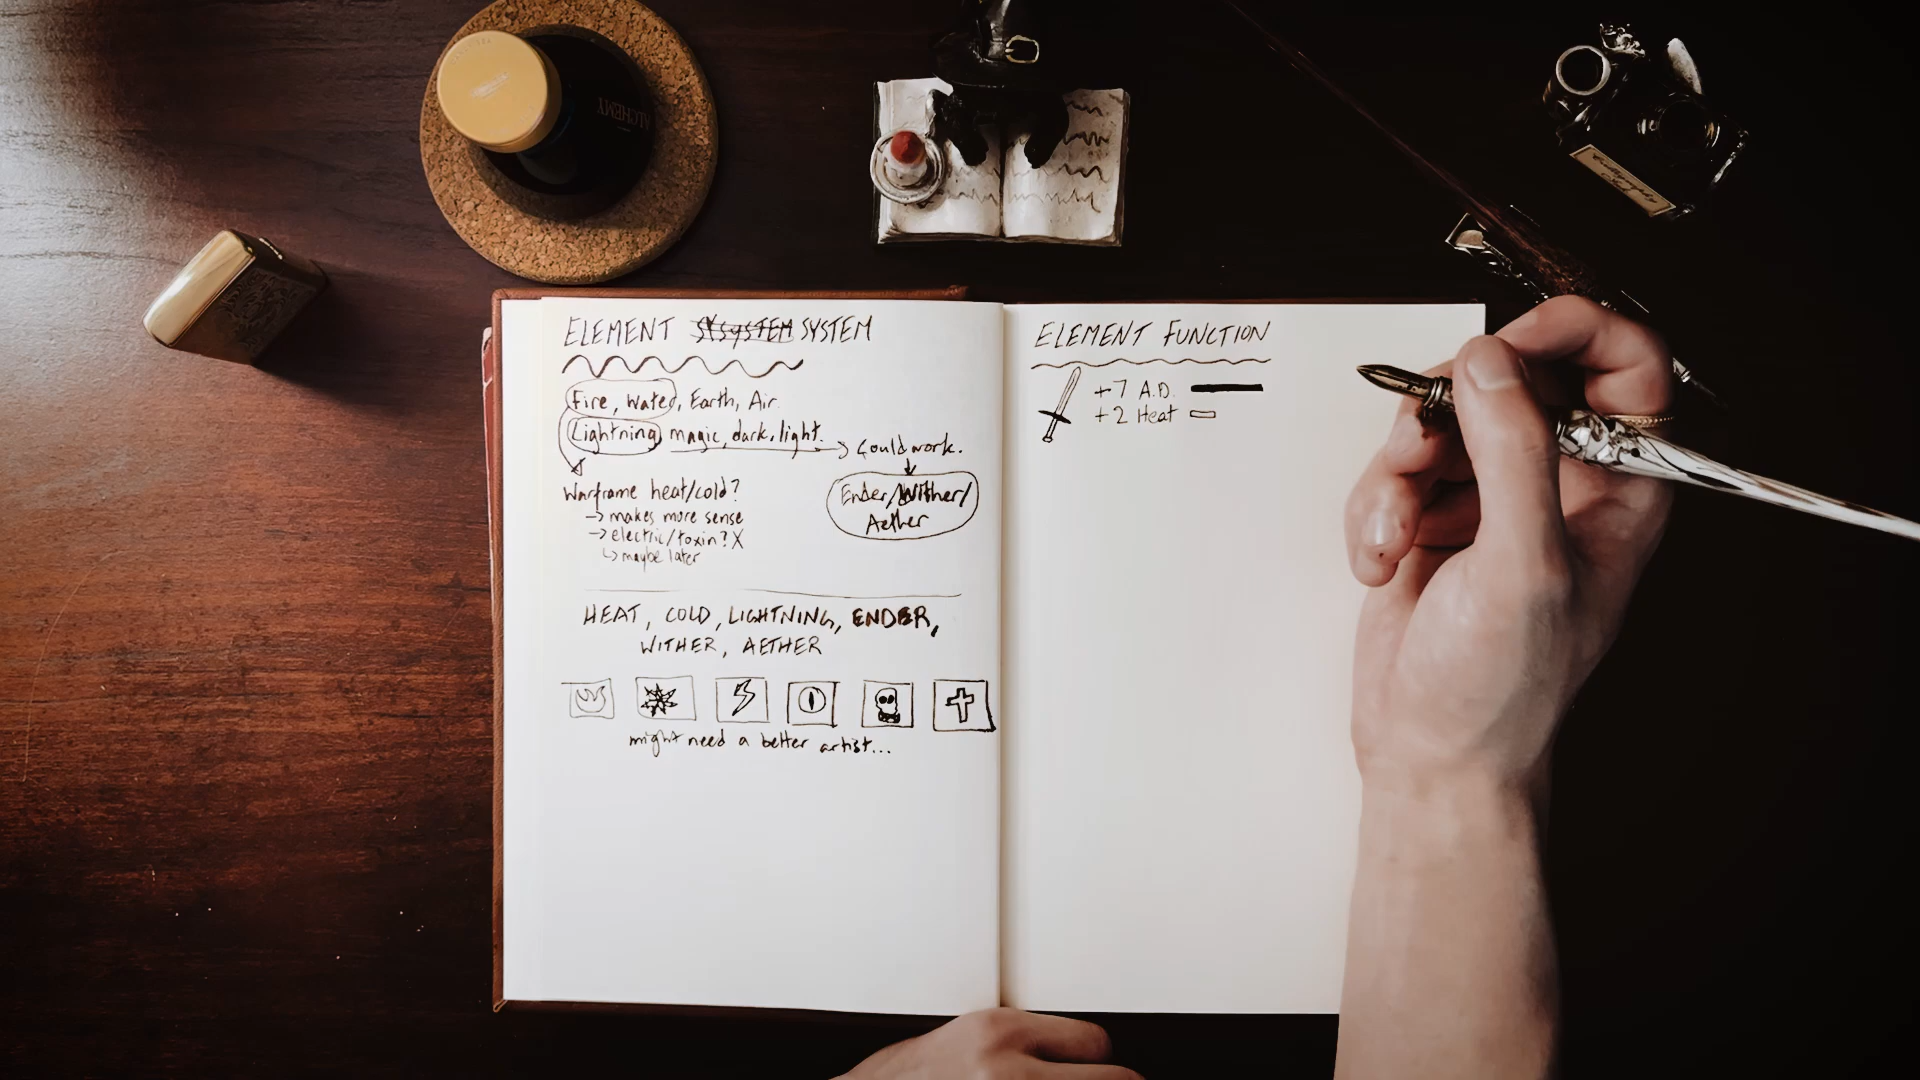 ALCHEMY
ELEMENT SYSYSTEM SYSTEM
Fire, Water, Earth, Air.
Lightning, magic, dark, light. -> Could work.
Ender/Wither/
Aether
Warframe heat/cold?
-> makes more sense
-> electric/toxin? X
↳ maybe later
HEAT, COLD, LIGHTNING, ENDER,
WITHER, AETHER
might need a better artist...
ELEMENT FUNCTION
+7 A.D.
+2 Heat